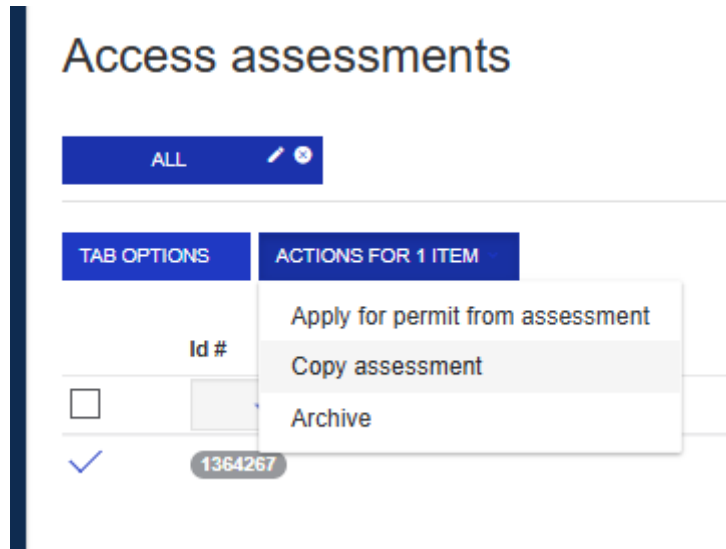 Access assessments
ALL
TAB OPTIONS
ACTIONS FOR 1 ITEM
Apply for permit from assessment
Id #
Copy assessment
Archive
1364267